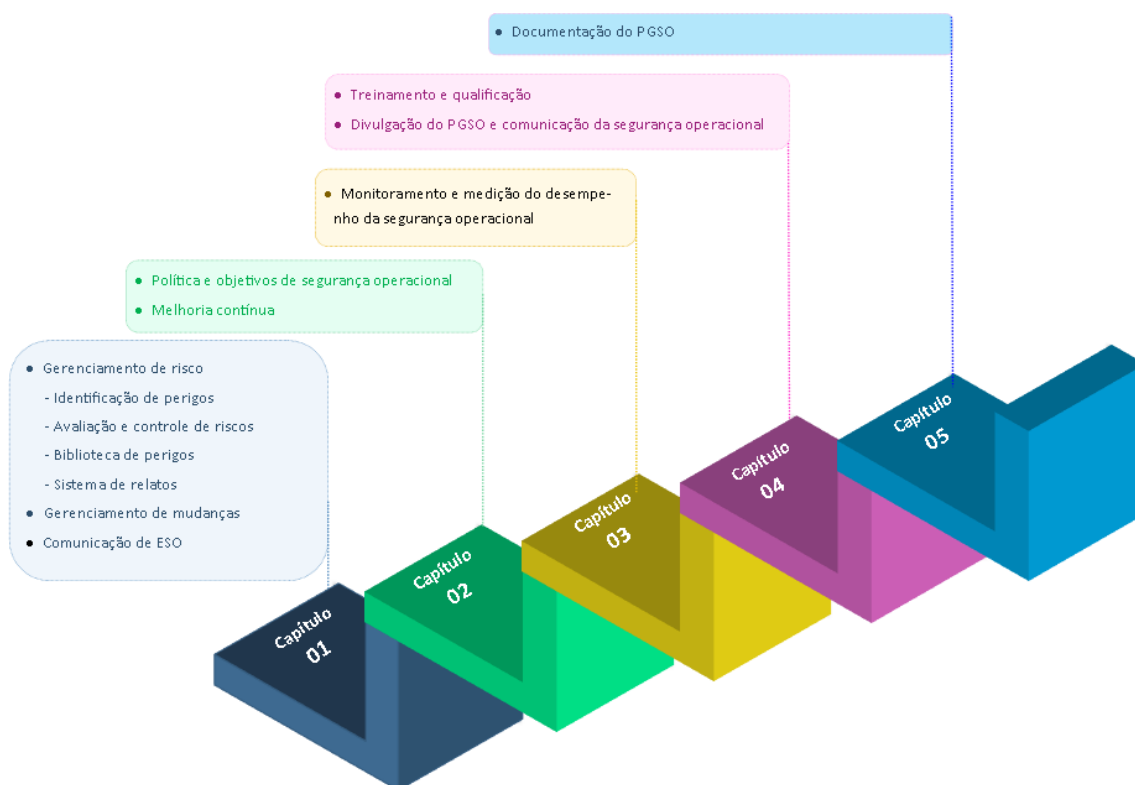 ● Documentação do PGSO
● Treinamento e qualificação
● Divulgação do PGSO e comunicação da segurança operacional
● Monitoramento e medição do desempe-
nho da segurança operacional
● Política e objetivos de segurança operacional
● Melhoria contínua
● Gerenciamento de risco
- Identificação de perigos
- Avaliação e controle de riscos
- Biblioteca de perigos
- Sistema de relatos
● Gerenciamento de mudanças
● Comunicação de ESO
Capítulo
01
Capítulo
02
Capítulo
03
Capítulo
04
Capítulo
05